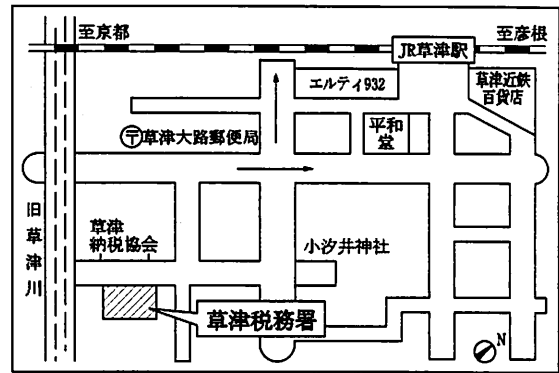 至京都
至彦根
JR草津駅
エルティ932
草津近鉄
百貨店
〒草津大路郵便局
平和
堂
旧草津川
草津
納税協会
小汐井神社
草津税務署
N